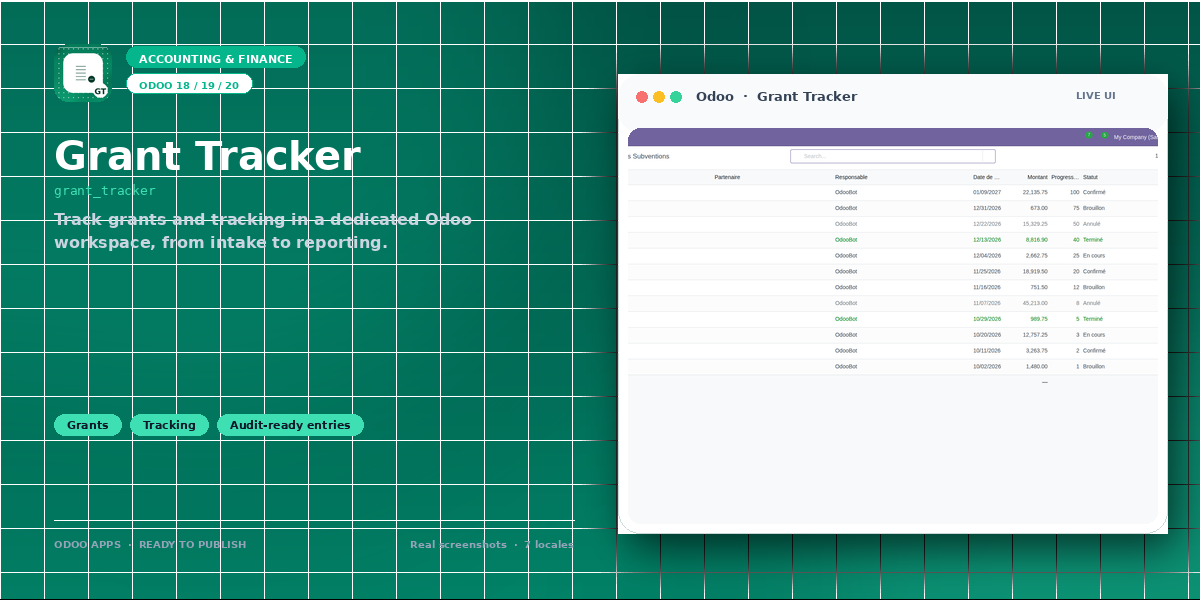 ACCOUNTING & FINANCE
ODOO 18 / 19 / 20
GT
Grant Tracker
grant_tracker
Track grants and tracking in a dedicated Odoo
workspace, from intake to reporting.
Grants Tracking Audit-ready entries
ODOO APPS · READY TO PUBLISH
Real screenshots · 7 locales
Odoo · Grant Tracker
LIVE UI
My Company (Sa
s Subventions Search... 1
Partenaire Responsable Date de ... Montant Progress... Statut
OdooBot 01/09/2027 22,135.75 100 Confirmé
OdooBot 12/31/2026 673.00 75 Brouillon
OdooBot 12/22/2026 15,329.25 50 Annulé
OdooBot 12/13/2026 8,816.90 40 Terminé
OdooBot 12/04/2026 2,662.75 25 En cours
OdooBot 11/25/2026 18,919.50 20 Confirmé
OdooBot 11/16/2026 751.50 12 Brouillon
OdooBot 11/07/2026 45,213.00 8 Annulé
OdooBot 10/29/2026 989.75 5 Terminé
OdooBot 10/20/2026 12,757.25 3 En cours
OdooBot 10/11/2026 3,263.75 2 Confirmé
OdooBot 10/02/2026 1,480.00 1 Brouillon
—